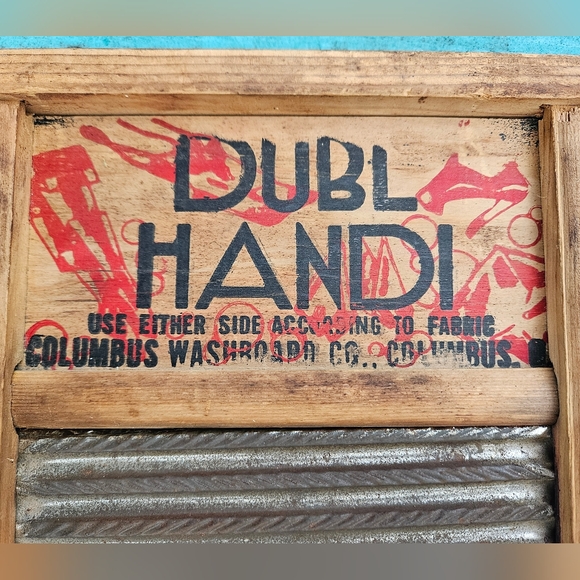 DUBL
HANDI
USE EITHER SIDE ACCORDING TO FABRIC
COLUMBUS WASHBOARD CO., COLUMBUS,